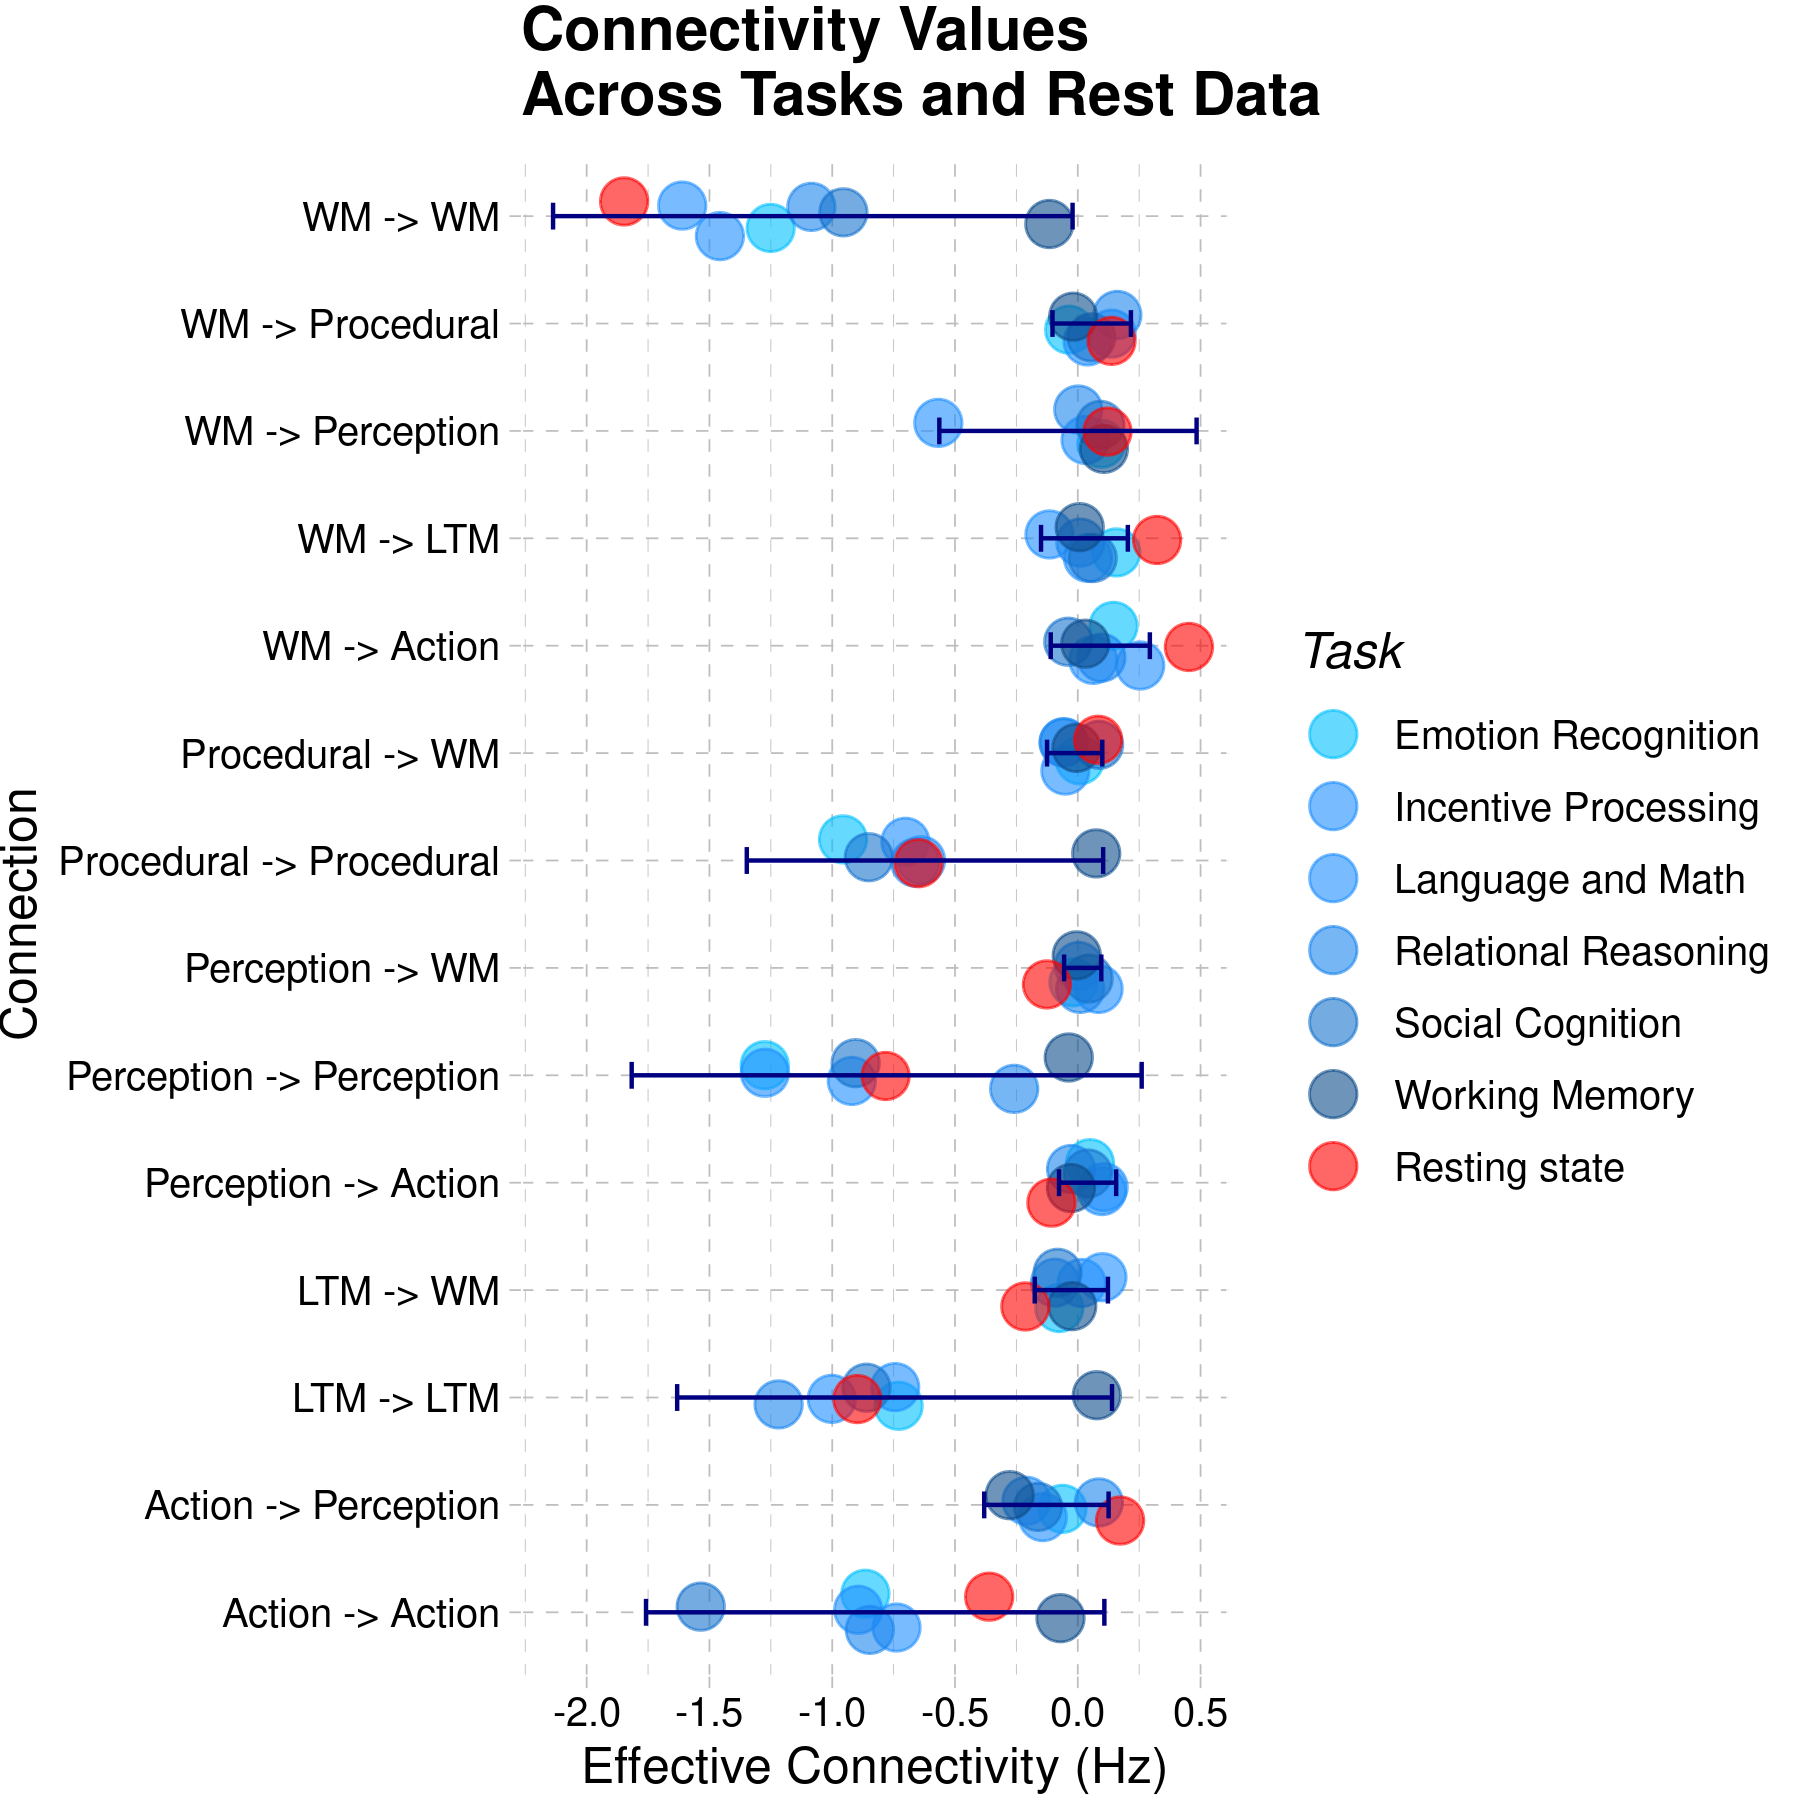 Connectivity Values
Across Tasks and Rest Data
Connection
WM -> WM
WM -> Procedural
WM -> Perception
WM -> LTM
WM -> Action
Procedural -> WM
Procedural -> Procedural
Perception -> WM
Perception -> Perception
Perception -> Action
LTM -> WM
LTM -> LTM
Action -> Perception
Action -> Action
-2.0 -1.5 -1.0 -0.5 0.0 0.5
Effective Connectivity (Hz)
Task
Emotion Recognition
Incentive Processing
Language and Math
Relational Reasoning
Social Cognition
Working Memory
Resting state